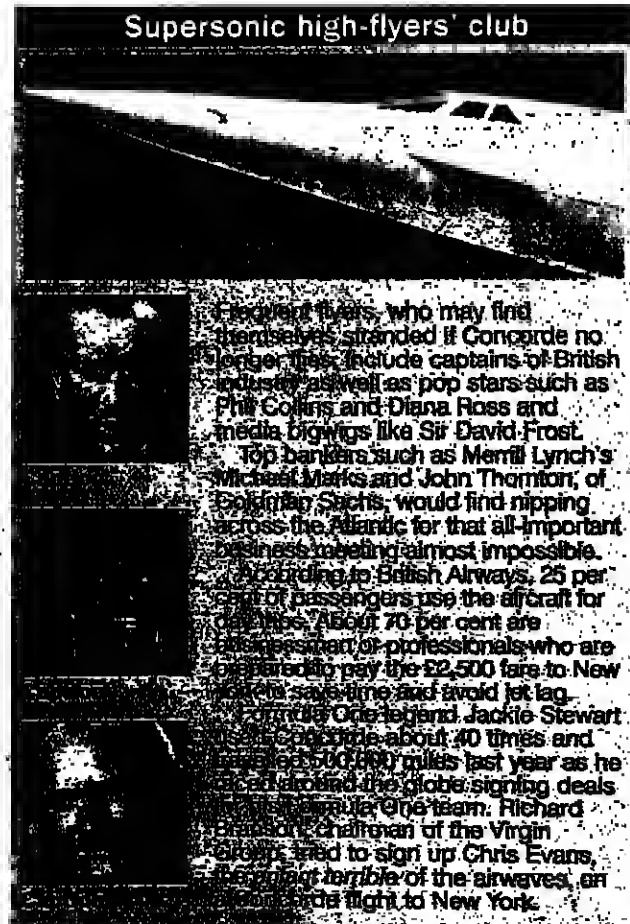 Supersonic high-flyers' club
Frequent flyers, who may find
themselves stranded if Concorde no
longer flies, include captains of British
industry as well as pop stars such as
Phil Collins and Diana Ross and
media bigwigs like Sir David Frost.
Top bankers such as Merrill Lynch's
Michael Marks and John Thornton, of
Goldman Sachs, would find nipping
across the Atlantic for that all-important
business meeting almost impossible.
According to British Airways, 25 per
cent of passengers use the aircraft for
day trips. About 70 per cent are
businessmen or professionals who are
prepared to pay the £2,500 fare to New
York to save time and avoid jet lag.
Formula One legend Jackie Stewart
used Concorde about 40 times and
travelled 500,000 miles last year as he
raced around the globe signing deals
Formula One team. Richard
Branson, chairman of the Virgin
Group, tried to sign up Chris Evans,
the enfant terrible of the airwaves, on
Concorde flight to New York.